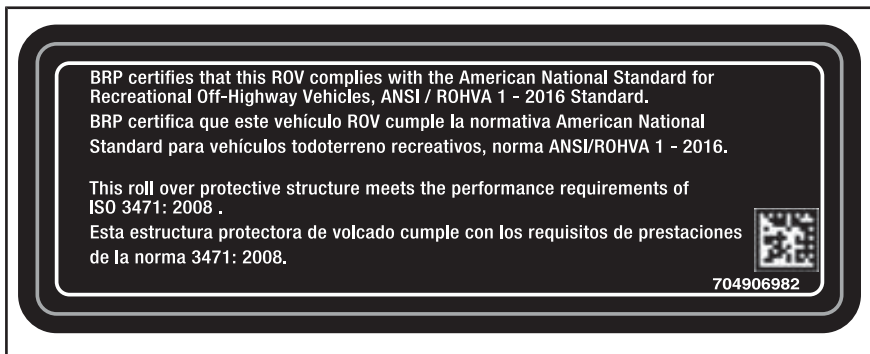 BRP certifies that this ROV complies with the American National Standard for
Recreational Off-Highway Vehicles, ANSI / ROHVA 1 - 2016 Standard.
BRP certifica que este vehículo ROV cumple la normativa American National
Standard para vehículos todoterreno recreativos, norma ANSI/ROHVA 1 - 2016.
This roll over protective structure meets the performance requirements of
ISO 3471: 2008 .
Esta estructura protectora de volcado cumple con los requisitos de prestaciones
de la norma 3471: 2008.
704906982